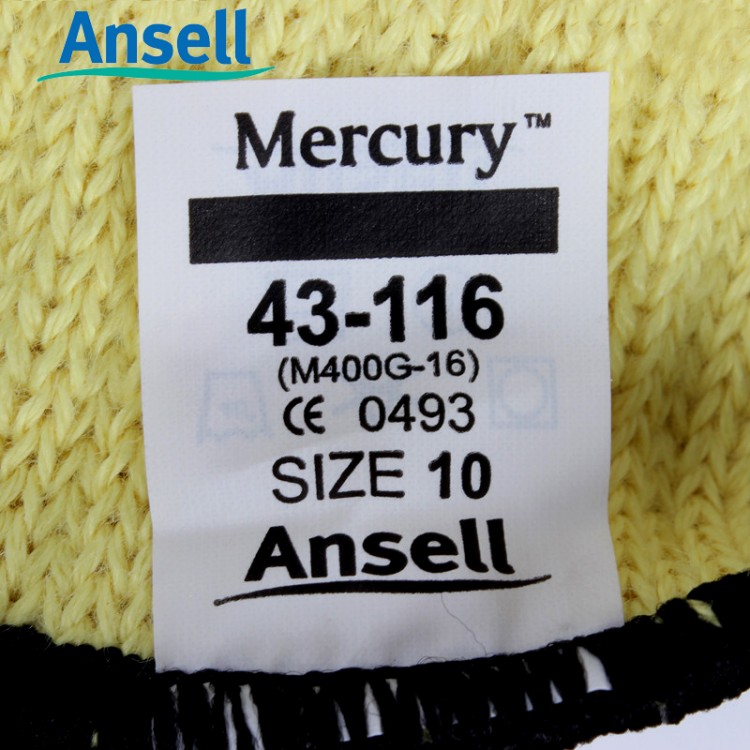 Ansell
Mercury™
43-116
(M400G-16)
CE 0493
SIZE 10
Ansell